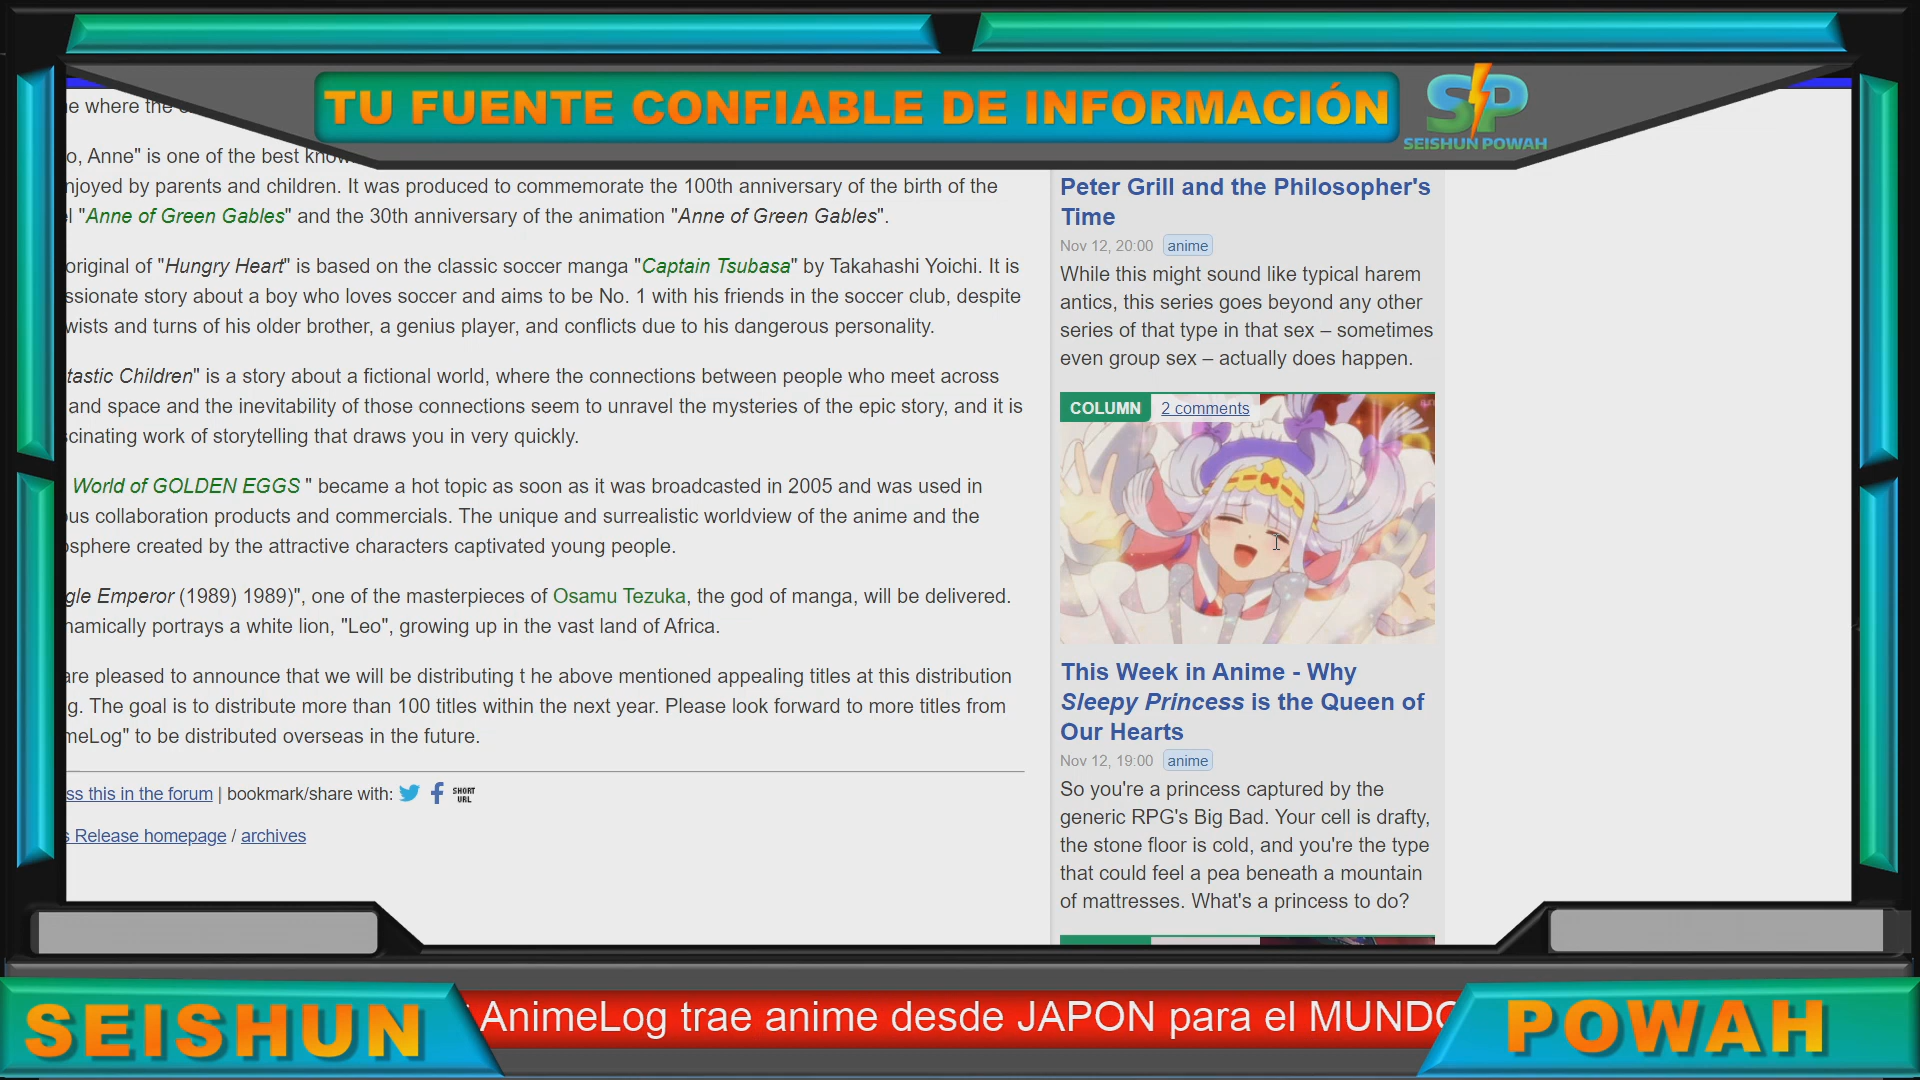 TU FUENTE CONFIABLE DE INFORMACIÓN
SP
SEISHUN POWAH
where the
o, Anne" is one of the best
njoyed by parents and children. It was produced to commemorate the 100th anniversary of the birth of the
"Anne of Green Gables" and the 30th anniversary of the animation "Anne of Green Gables".
original of "Hungry Heart" is based on the classic soccer manga "Captain Tsubasa" by Takahashi Yoichi. It is
ssionate story about a boy who loves soccer and aims to be No. 1 with his friends in the soccer club, despite
wists and turns of his older brother, a genius player, and conflicts due to his dangerous personality.
tastic Children" is a story about a fictional world, where the connections between people who meet across
and space and the inevitability of those connections seem to unravel the mysteries of the epic story, and it is
scinating work of storytelling that draws you in very quickly.
World of GOLDEN EGGS " became a hot topic as soon as it was broadcasted in 2005 and was used in
ous collaboration products and commercials. The unique and surrealistic worldview of the anime and the
osphere created by the attractive characters captivated young people.
gle Emperor (1989) 1989)", one of the masterpieces of Osamu Tezuka, the god of manga, will be delivered.
namically portrays a white lion, "Leo", growing up in the vast land of Africa.
are pleased to announce that we will be distributing t he above mentioned appealing titles at this distribution
g. The goal is to distribute more than 100 titles within the next year. Please look forward to more titles from
meLog" to be distributed overseas in the future.
ss this in the forum | bookmark/share with: SHORT URL
s Release homepage / archives
Peter Grill and the Philosopher's
Time
Nov 12, 20:00 anime
While this might sound like typical harem
antics, this series goes beyond any other
series of that type in that sex – sometimes
even group sex – actually does happen.
COLUMN 2 comments
This Week in Anime - Why
Sleepy Princess is the Queen of
Our Hearts
Nov 12, 19:00 anime
So you're a princess captured by the
generic RPG's Big Bad. Your cell is drafty,
the stone floor is cold, and you're the type
that could feel a pea beneath a mountain
of mattresses. What's a princess to do?
SEISHUN
AnimeLog trae anime desde JAPON para el MUNDO
POWAH